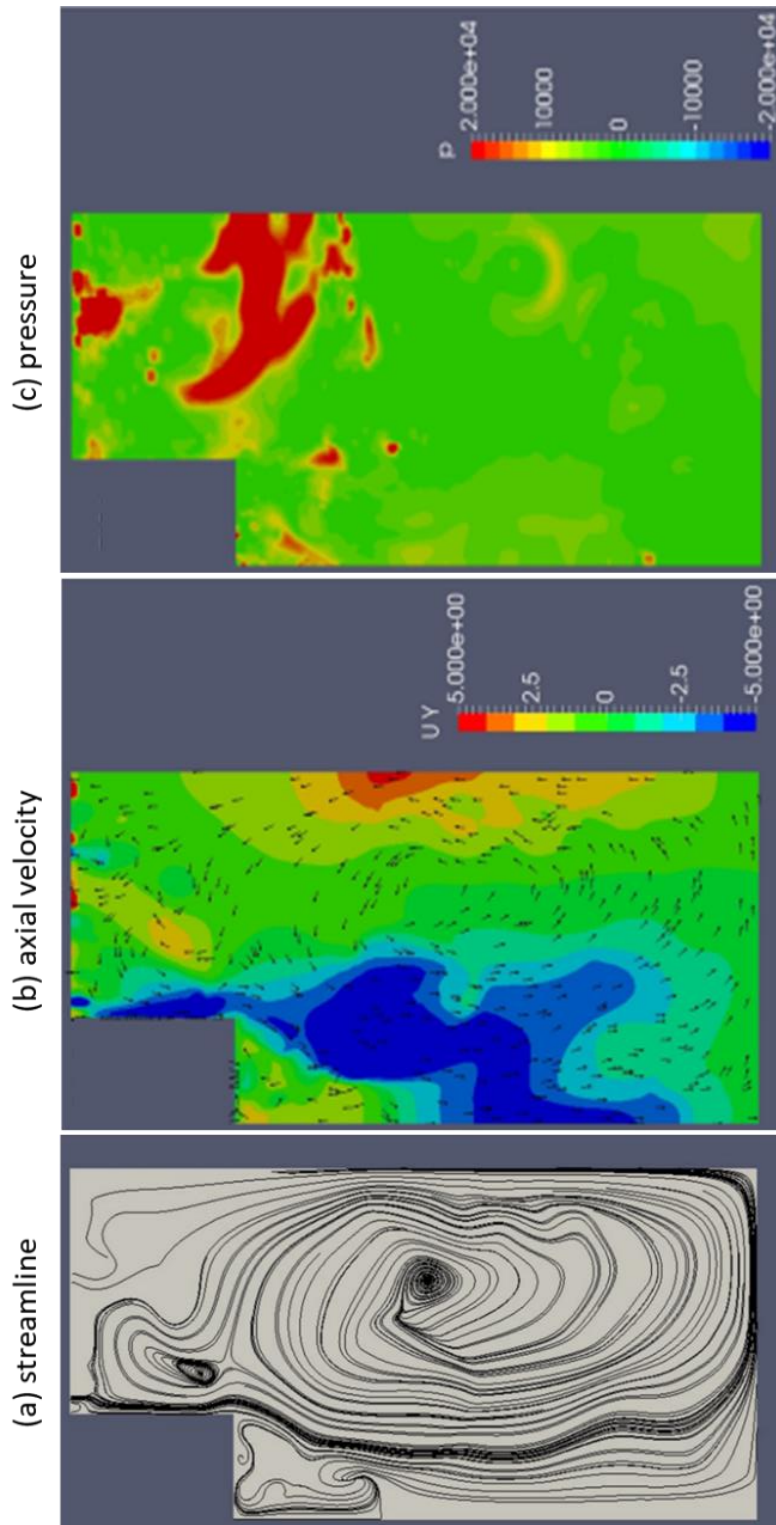 (a) streamline
(b) axial velocity
U Y
5.000e+00
2.5
0
-2.5
-5.000e+00
(c) pressure
p
2.000e+04
10000
0
-10000
-2.000e+04